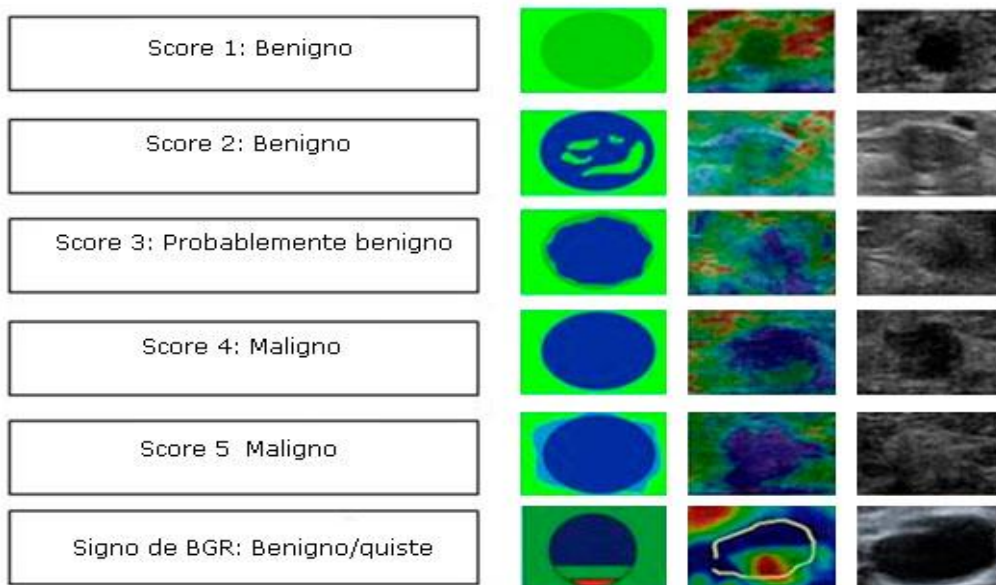 Score 1: Benigno
Score 2: Benigno
Score 3: Probablemente benigno
Score 4: Maligno
Score 5 Maligno
Signo de BGR: Benigno/quiste